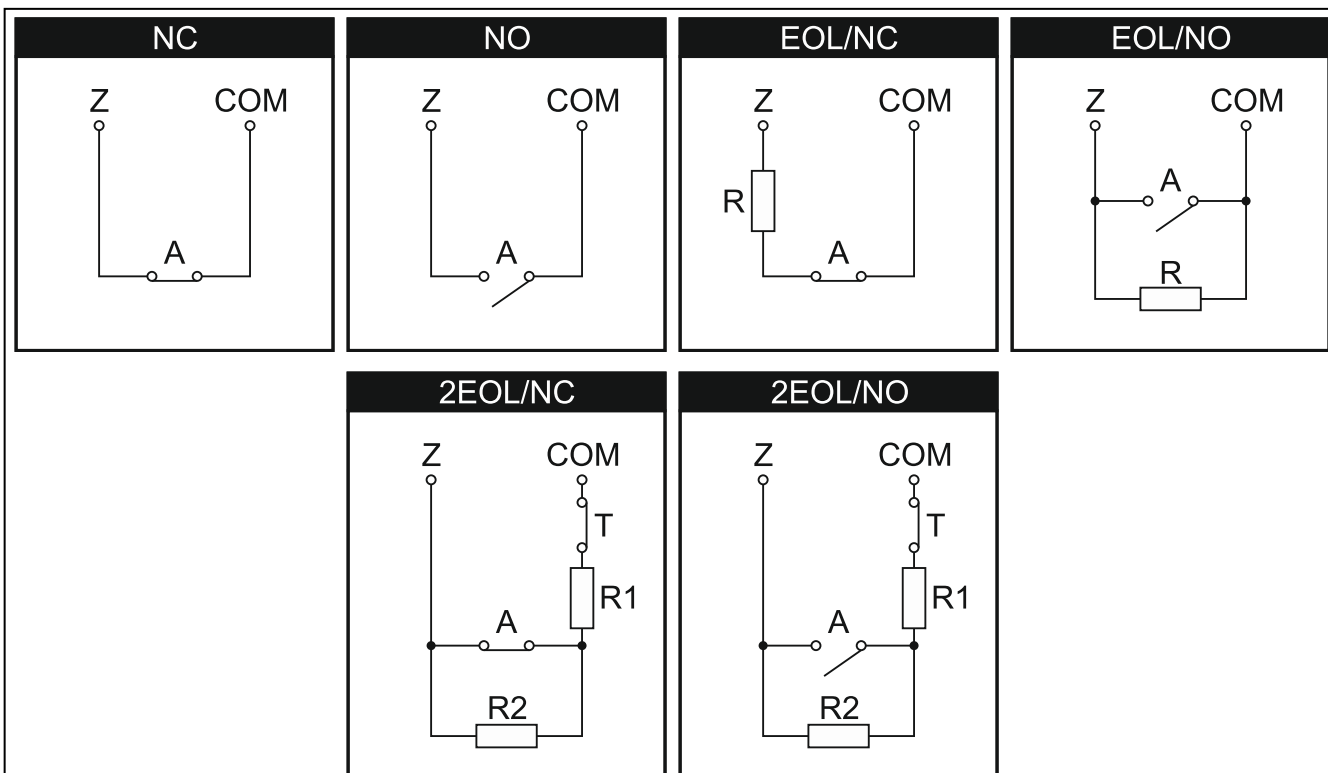 NC
NO
EOL/NC
EOL/NO
Z COM
Z COM
Z COM
Z COM
A
A
R
A
A
R
2EOL/NC
2EOL/NO
Z COM
Z COM
T
T
R1
R1
A
A
R2
R2